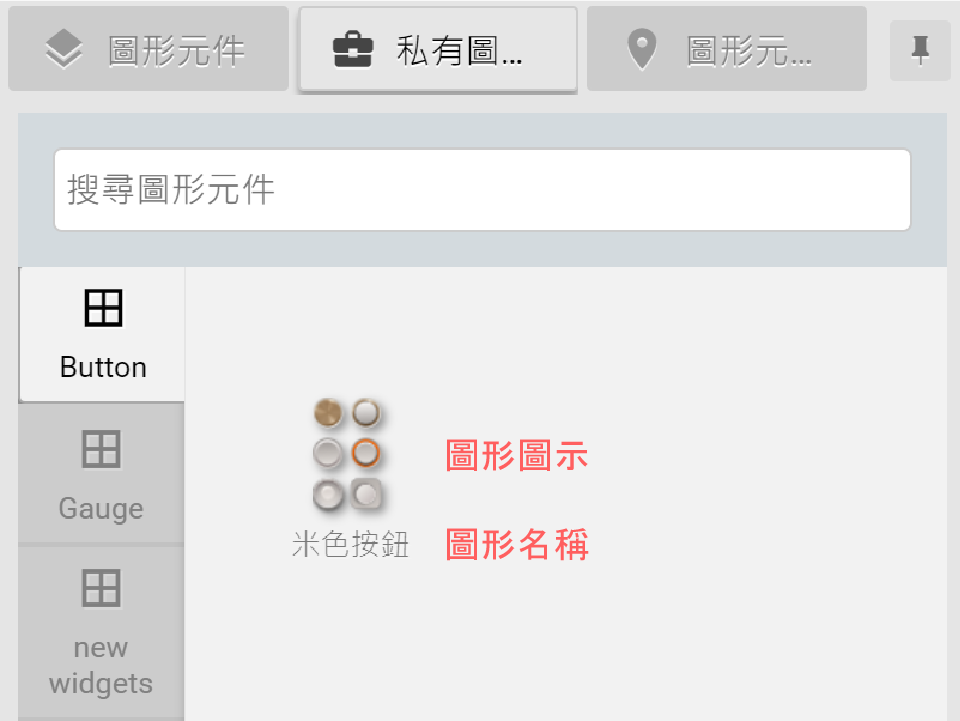 圖形元件
私有圖...
圖形元...
搜尋圖形元件
Button
Gauge
new
widgets
圖形圖示
米色按鈕
圖形名稱